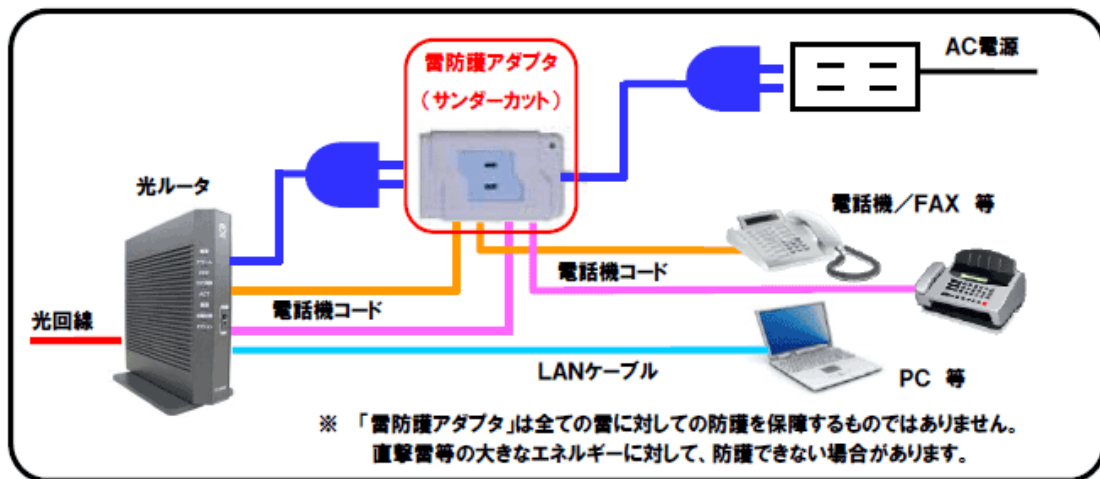 雷防護アダプタ
（サンダーカット）
AC電源
光ルータ
電話機／FAX 等
電話機コード
電話機コード
光回線
LANケーブル
PC 等
※ 「雷防護アダプタ」は全ての雷に対しての防護を保障するものではありません。
直撃雷等の大きなエネルギーに対して、防護できない場合があります。